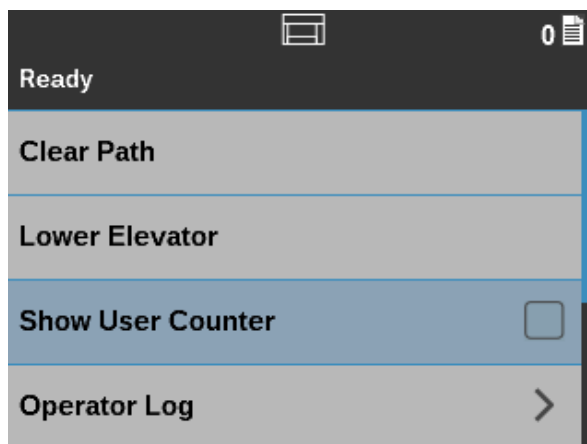 0
Ready
Clear Path
Lower Elevator
Show User Counter
Operator Log